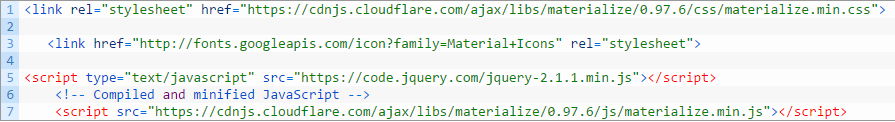 1 <link rel="stylesheet" href="https://cdnjs.cloudflare.com/ajax/libs/materialize/0.97.6/css/materialize.min.css">
2
3 <link href="http://fonts.googleapis.com/icon?family=Material+Icons" rel="stylesheet">
4
5 <script type="text/javascript" src="https://code.jquery.com/jquery-2.1.1.min.js"></script>
6 <!-- Compiled and minified JavaScript -->
7 <script src="https://cdnjs.cloudflare.com/ajax/libs/materialize/0.97.6/js/materialize.min.js"></script>